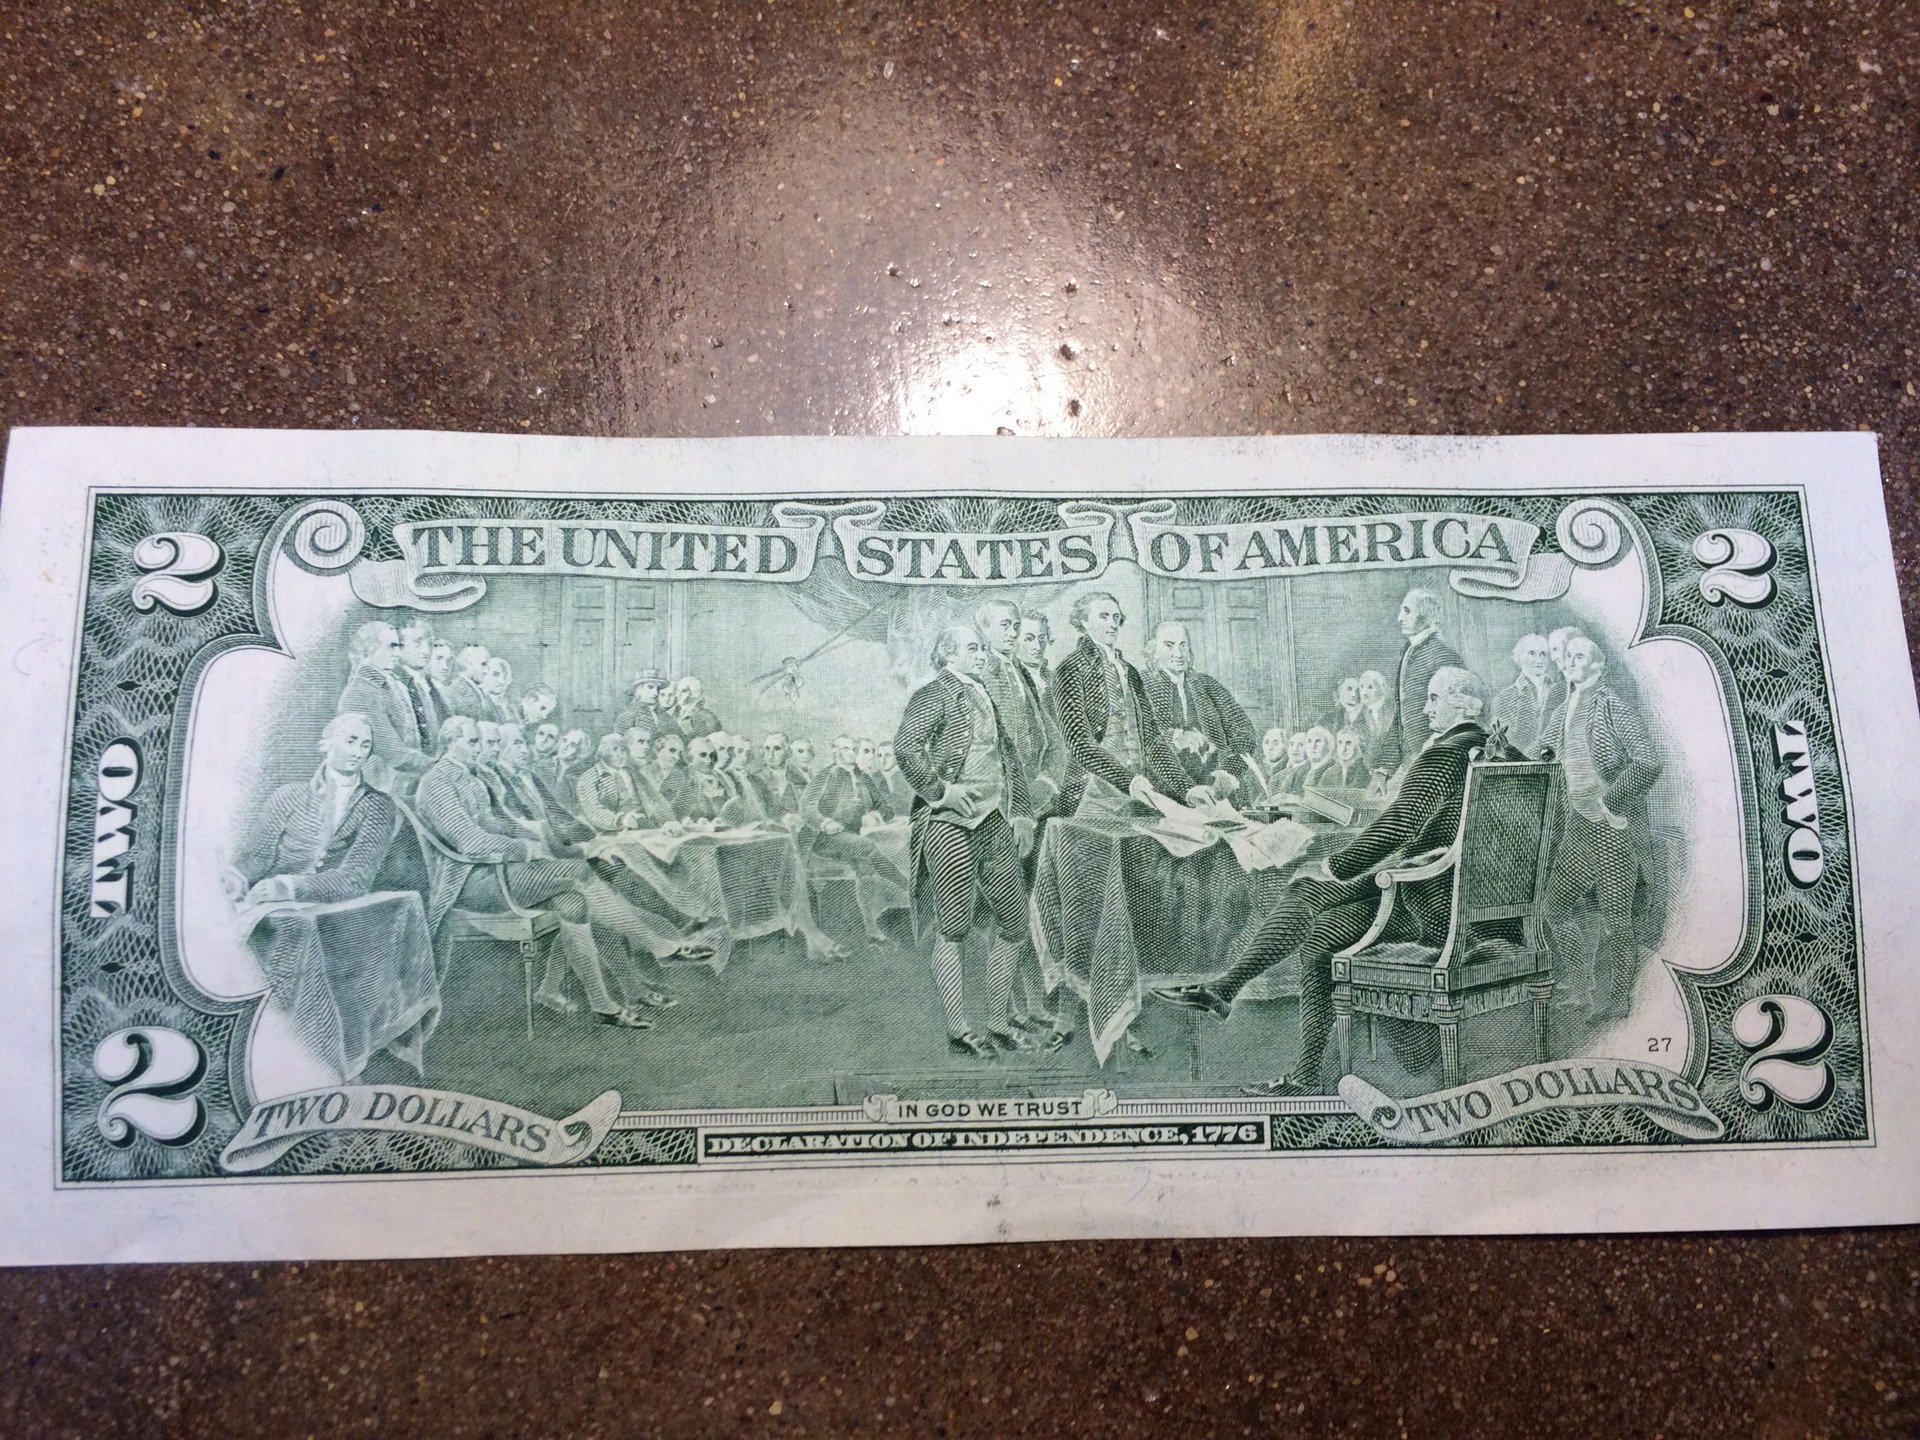 2 THE UNITED STATES OF AMERICA 2
TWO
TWO
27
2 TWO DOLLARS
IN GOD WE TRUST
TWO DOLLARS 2
DECLARATION OF INDEPENDENCE, 1776